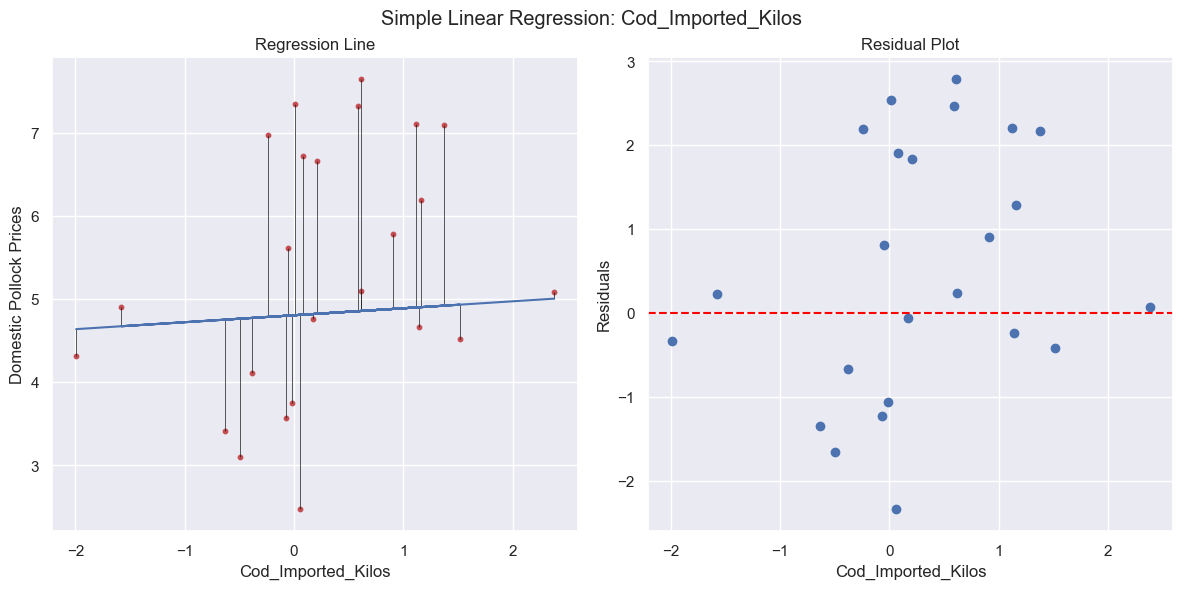 Simple Linear Regression: Cod_Imported_Kilos
Regression Line
Domestic Pollock Prices
7
6
5
4
3
−2 −1 0 1 2
Cod_Imported_Kilos
Residual Plot
Residuals
3
2
1
0
−1
−2
−2 −1 0 1 2
Cod_Imported_Kilos